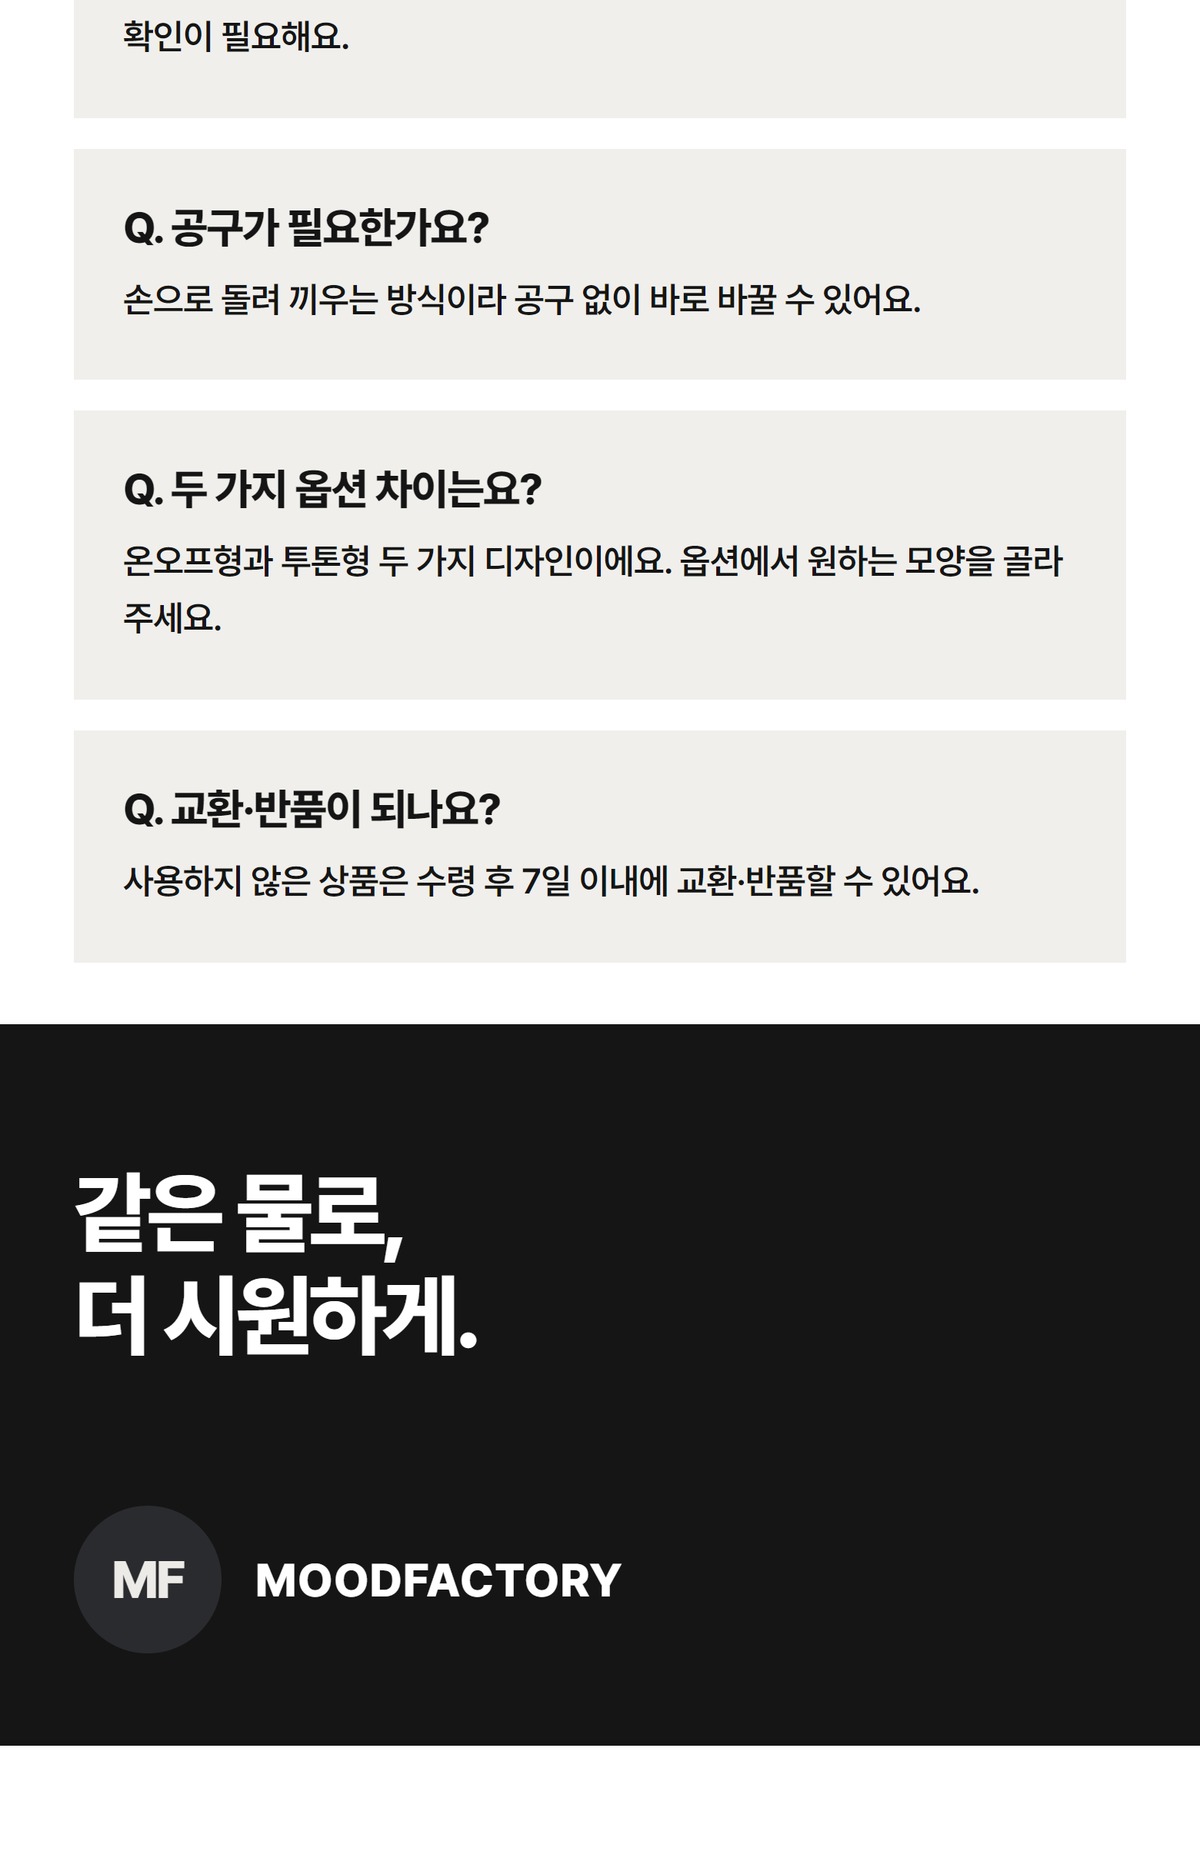 확인이 필요해요.
Q. 공구가 필요한가요?
손으로 돌려 끼우는 방식이라 공구 없이 바로 바꿀 수 있어요.
Q. 두 가지 옵션 차이는요?
온오프형과 투톤형 두 가지 디자인이에요. 옵션에서 원하는 모양을 골라
주세요.
Q. 교환·반품이 되나요?
사용하지 않은 상품은 수령 후 7일 이내에 교환·반품할 수 있어요.
같은 물로,
더 시원하게.
MF
MOODFACTORY